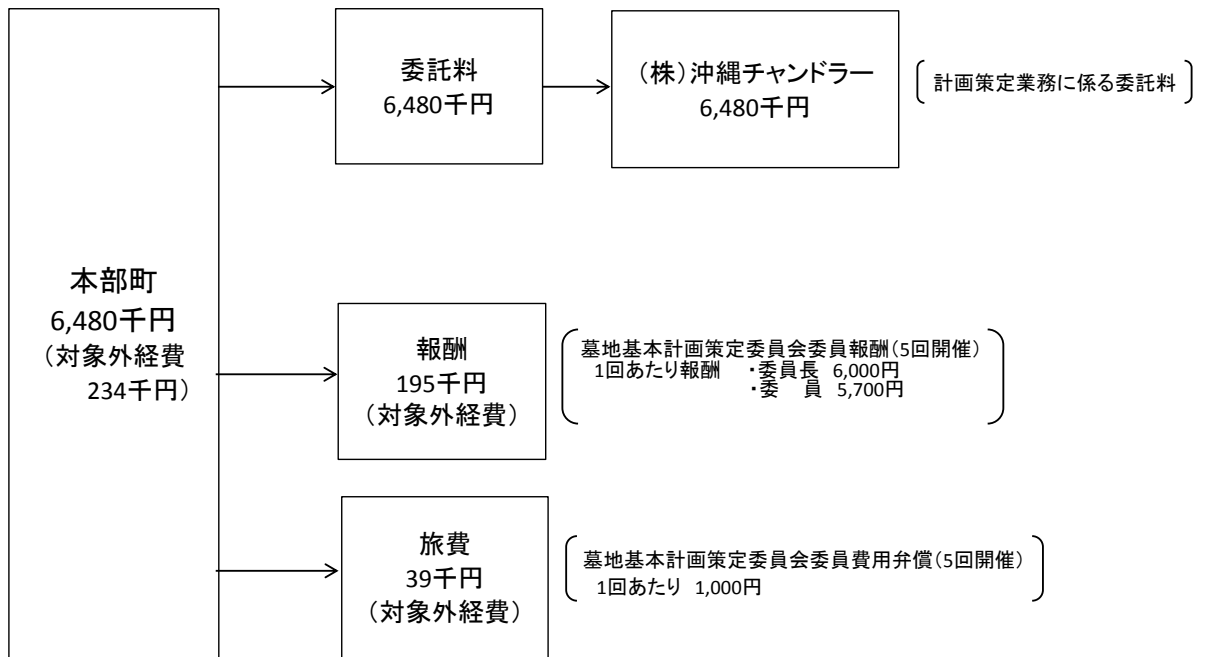 本部町
6,480千円
(対象外経費
234千円)
委託料
6,480千円
(株)沖縄チャンドラー
6,480千円
計画策定業務に係る委託料
報酬
195千円
(対象外経費)
墓地基本計画策定委員会委員報酬(5回開催)
1回あたり報酬 ・委員長 6,000円
・委 員 5,700円
旅費
39千円
(対象外経費)
墓地基本計画策定委員会委員費用弁償(5回開催)
1回あたり 1,000円